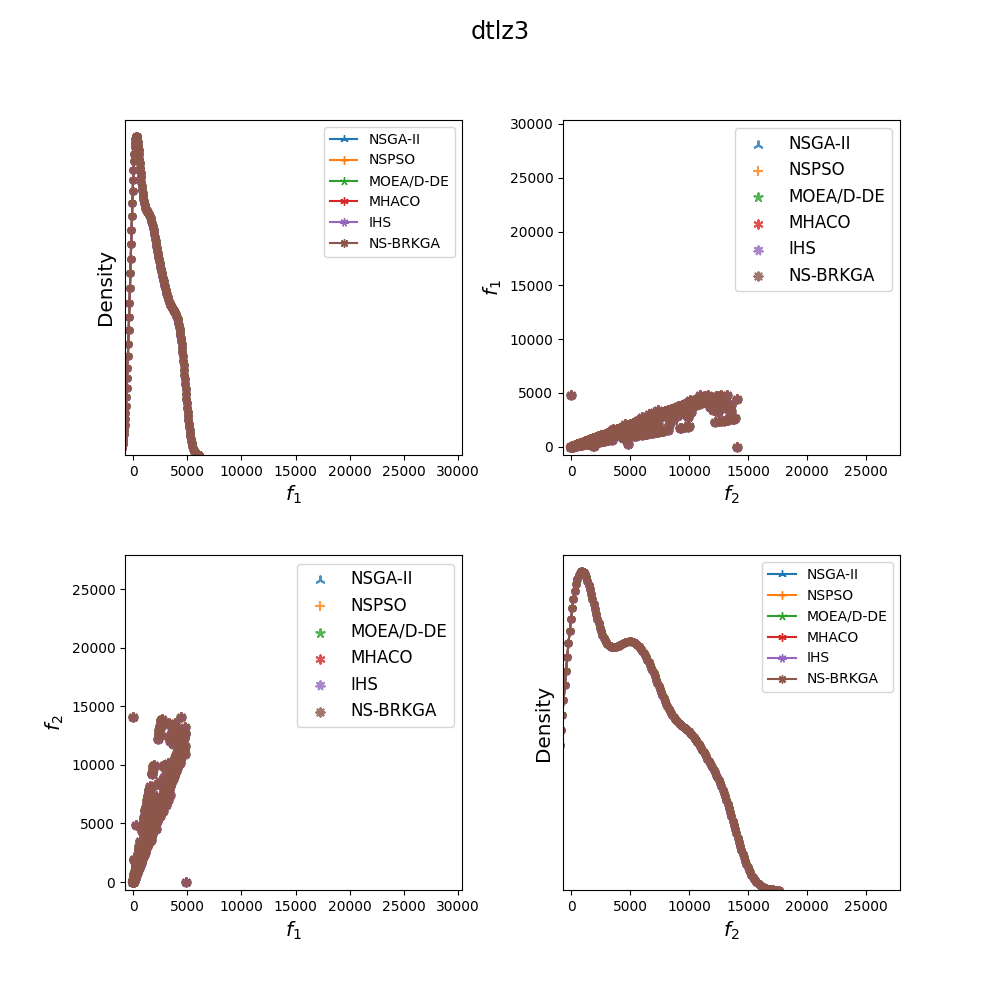 dtlz3
Density
NSGA-II
NSPSO
MOEA/D-DE
MHACO
IHS
NS-BRKGA
0 5000 10000 15000 20000 25000 30000
f1
f1
30000
25000
20000
15000
10000
5000
0
NSGA-II
NSPSO
MOEA/D-DE
MHACO
IHS
NS-BRKGA
0 5000 10000 15000 20000 25000
f2
f2
25000
20000
15000
10000
5000
0
NSGA-II
NSPSO
MOEA/D-DE
MHACO
IHS
NS-BRKGA
0 5000 10000 15000 20000 25000 30000
f1
Density
NSGA-II
NSPSO
MOEA/D-DE
MHACO
IHS
NS-BRKGA
0 5000 10000 15000 20000 25000
f2